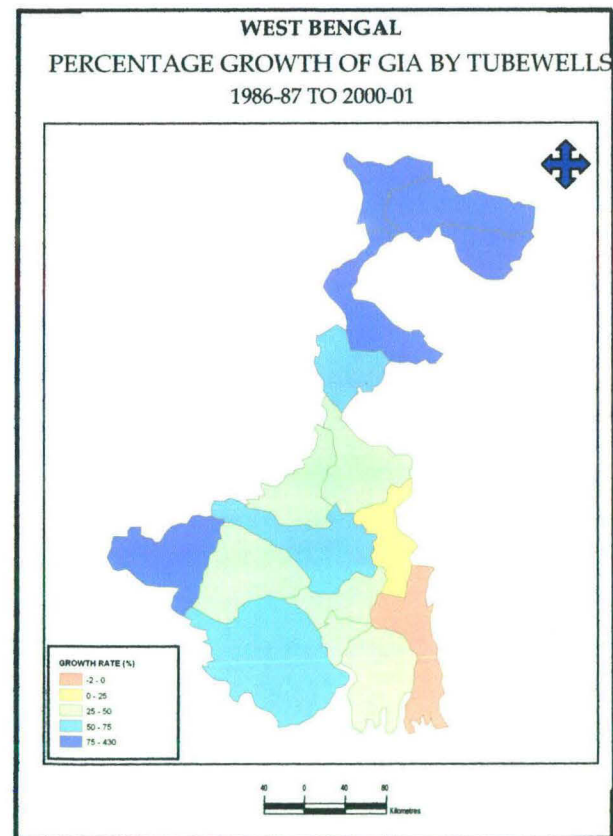 WEST BENGAL
PERCENTAGE GROWTH OF GIA BY TUBEWELLS
1986-87 TO 2000-01
GROWTH RATE (%)
-2 - 0
0 - 25
25 - 50
50 - 75
75 - 430
40 0 40 80
Kilometres